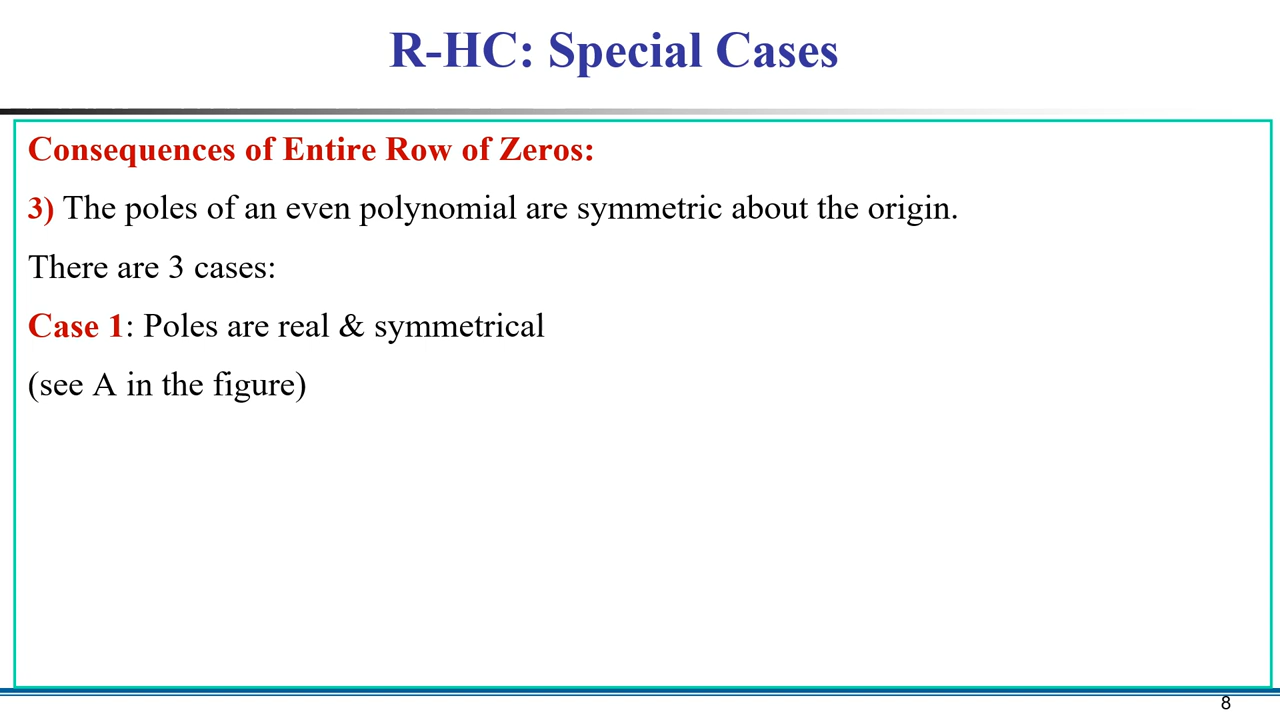 R-HC: Special Cases
Consequences of Entire Row of Zeros:
3) The poles of an even polynomial are symmetric about the origin.
There are 3 cases:
Case 1: Poles are real & symmetrical
(see A in the figure)
8